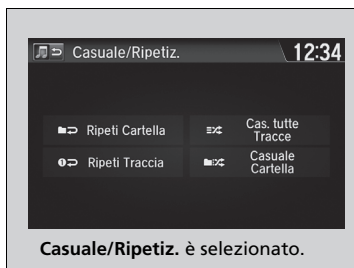 Casuale/Ripetiz.
12:34
Ripeti Cartella
Cas. tutte
Tracce
Ripeti Traccia
Casuale
Cartella
Casuale/Ripetiz. è selezionato.